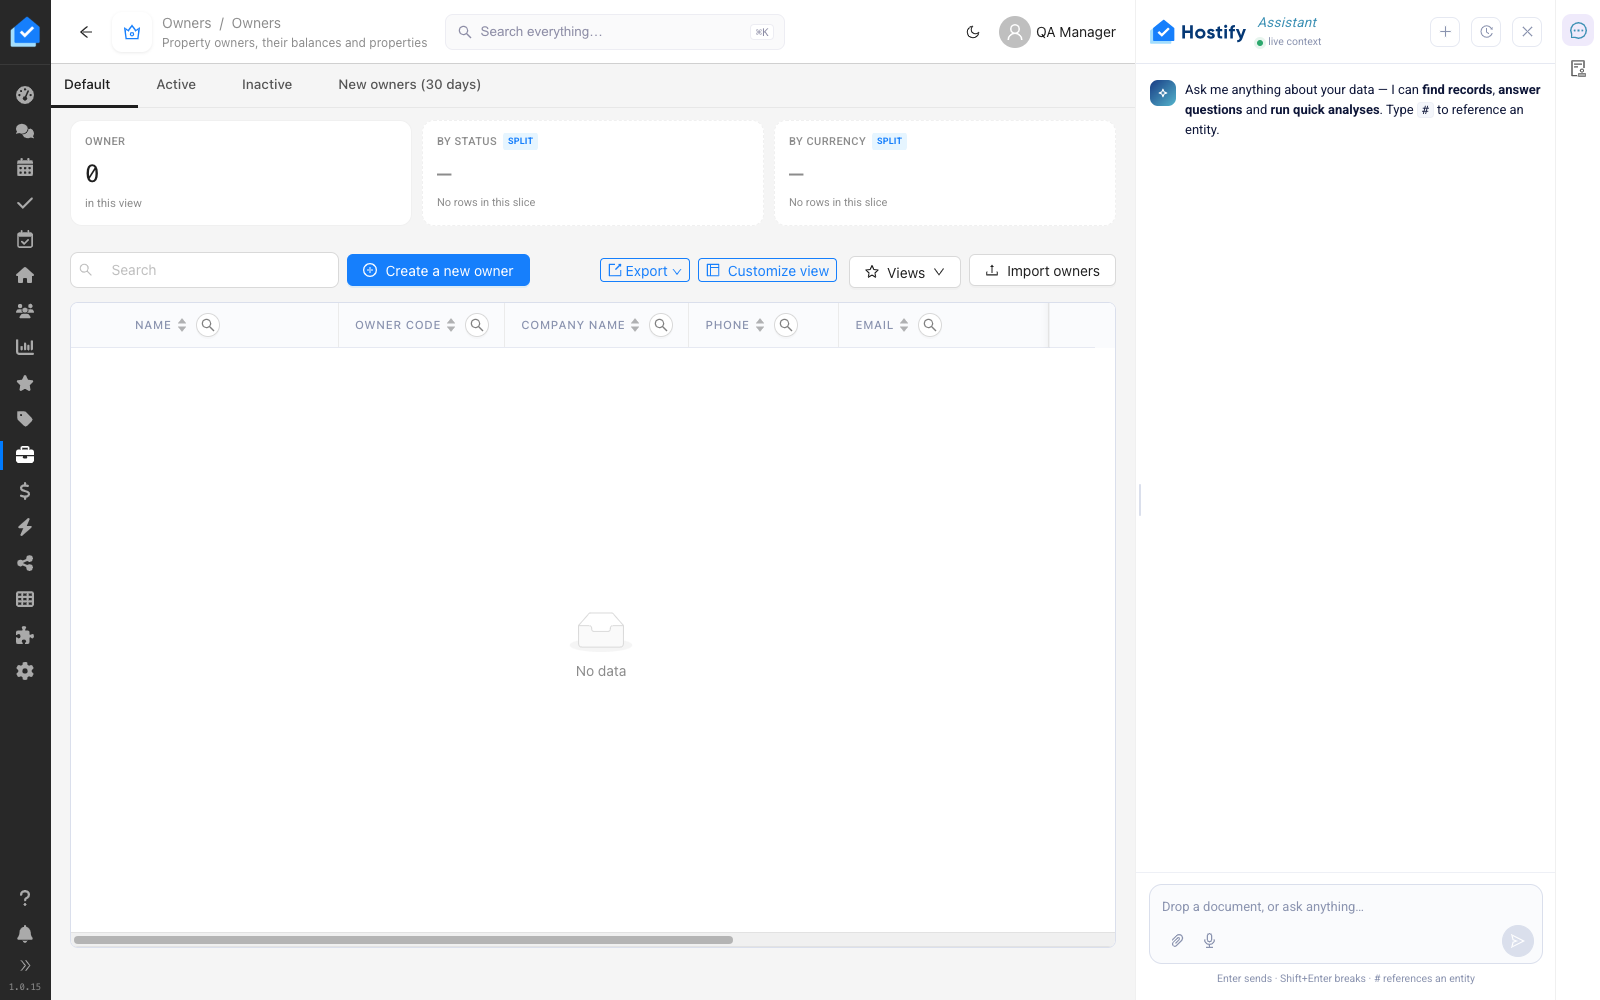 Owners / Owners
Property owners, their balances and properties
Search everything...
⌘K
QA Manager
Hostify
Assistant
live context
Default
Active
Inactive
New owners (30 days)
Ask me anything about your data — I can find records, answer
questions and run quick analyses. Type # to reference an
entity.
OWNER
0
in this view
BY STATUS SPLIT
—
No rows in this slice
BY CURRENCY SPLIT
—
No rows in this slice
Search
Create a new owner
Export
Customize view
Views
Import owners
NAME
OWNER CODE
COMPANY NAME
PHONE
EMAIL
No data
Drop a document, or ask anything…
Enter sends · Shift+Enter breaks · # references an entity
1.0.15